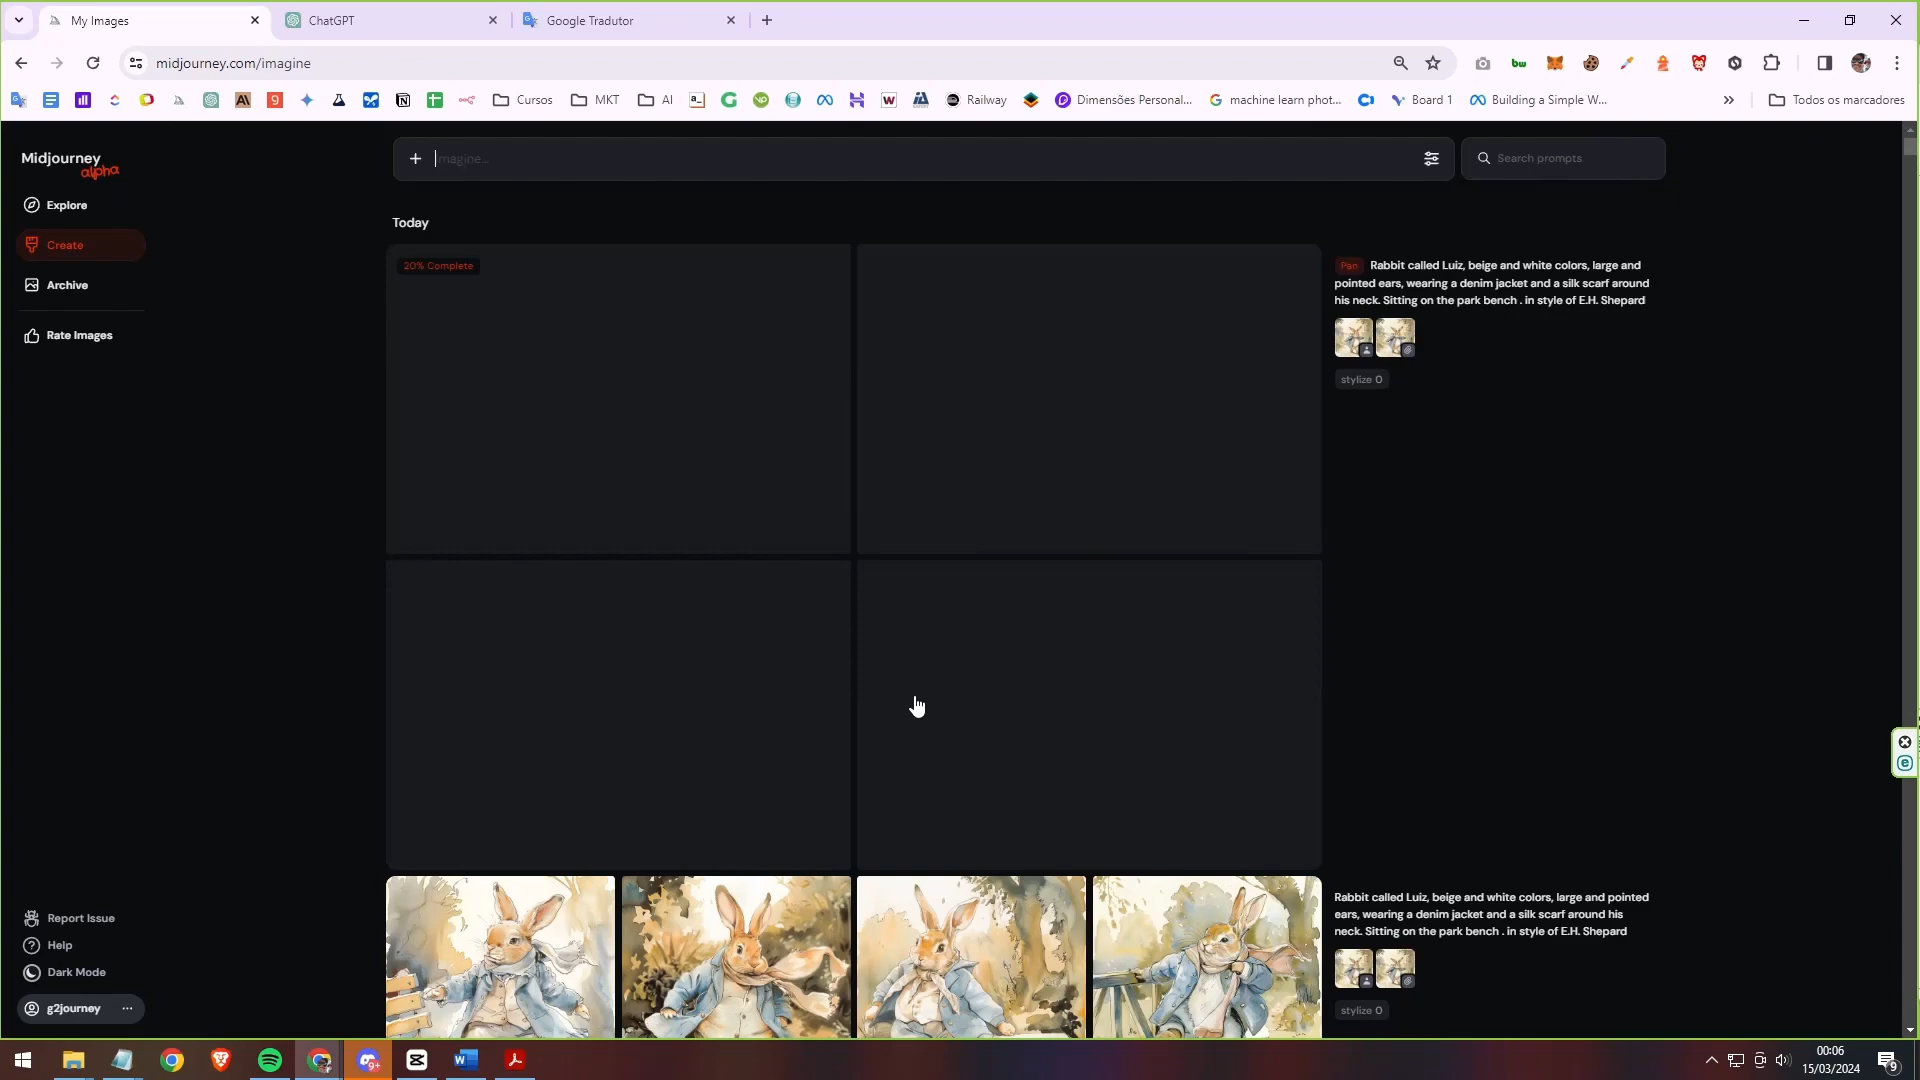 My Images
ChatGPT
Google Tradutor
midjourney.com/imagine
Cursos
MKT
AI
Railway
Dimensões Personal...
machine learn phot...
Board 1
Building a Simple W...
Todos os marcadores
Midjourney
alpha
Imagine...
Search prompts
Explore
Create
Archive
Rate Images
Today
20% Complete
Pan Rabbit called Luiz, beige and white colors, large and
pointed ears, wearing a denim jacket and a silk scarf around
his neck. Sitting on the park bench . in style of E.H. Shepard
stylize 0
Rabbit called Luiz, beige and white colors, large and pointed
ears, wearing a denim jacket and a silk scarf around his
neck. Sitting on the park bench . in style of E.H. Shepard
stylize 0
Report Issue
Help
Dark Mode
g2journey
00:06
15/03/2024